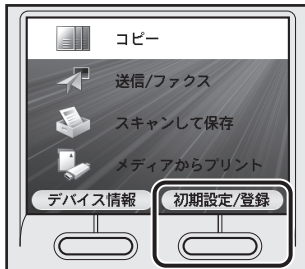 コピー
送信/ファクス
スキャンして保存
メディアからプリント
デバイス情報 初期設定/登録